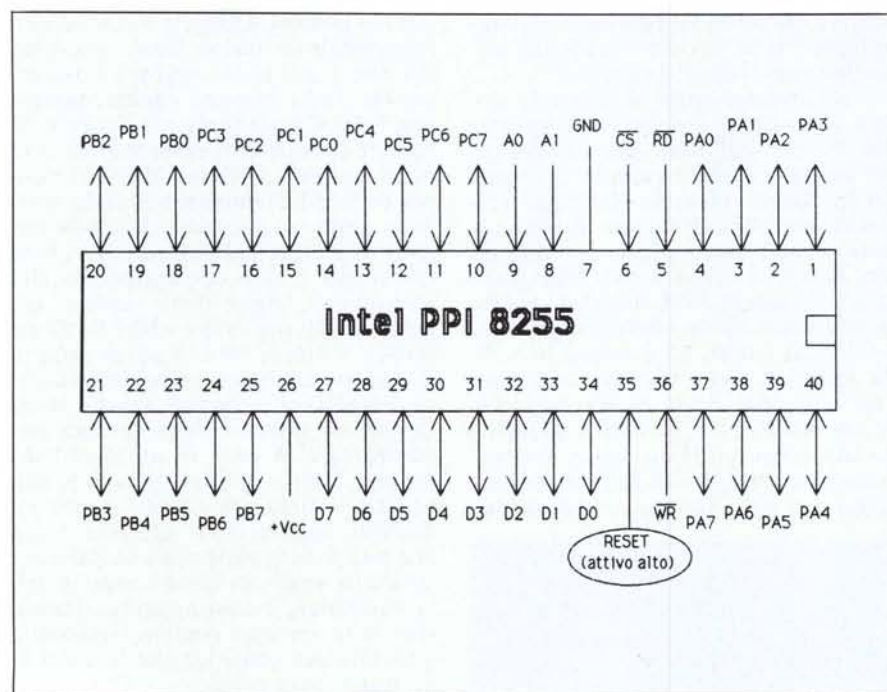 PB2 PB1 PB0 PC3 PC2 PC1 PC0 PC4 PC5 PC6 PC7 A0 A1 GND CS RD PA0 PA1 PA2 PA3
20 19 18 17 16 15 14 13 12 11 10 9 8 7 6 5 4 3 2 1
Intel PPI 8255
21 22 23 24 25 26 27 28 29 30 31 32 33 34 35 36 37 38 39 40
PB3 PB4 PB5 PB6 PB7 +Vcc D7 D6 D5 D4 D3 D2 D1 D0 WR PA7 PA6 PA5 PA4
RESET
(attivo alto)